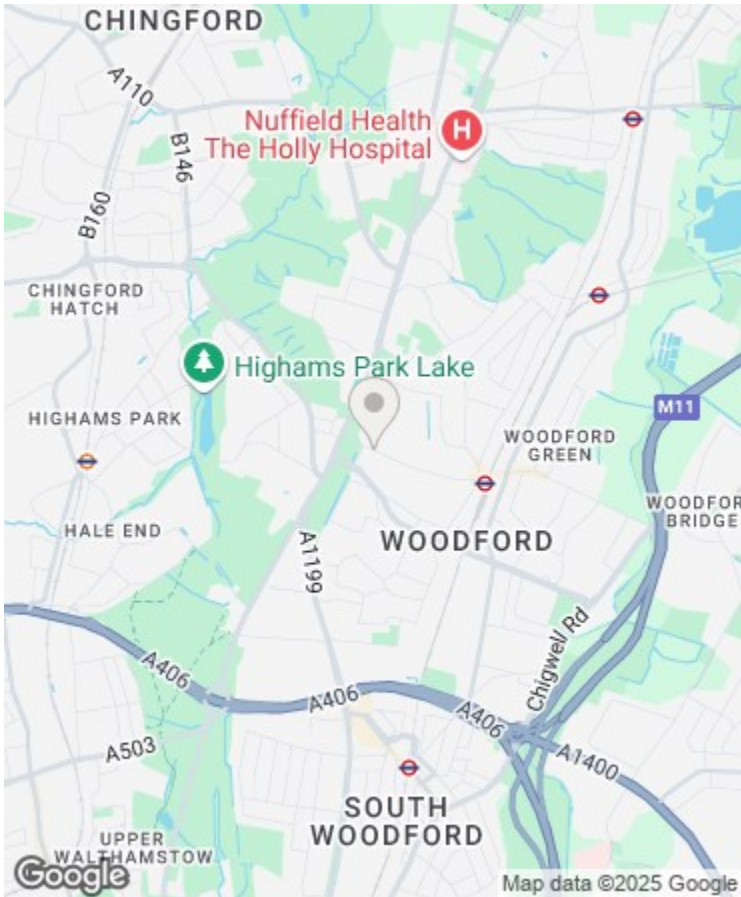 CHINGFORD
A110
B146
Nuffield Health
The Holly Hospital
H
B160
CHINGFORD
HATCH
Highams Park Lake
M11
HIGHAMS PARK
WOODFORD
GREEN
WOODFOR
BRIDGE
HALE END
WOODFORD
A1199
Chigwell Rd
A406
A406
A406
A503
A1400
SOUTH
WOODFORD
UPPER
WALTHAMSTOW
Google
Map data ©2025 Google